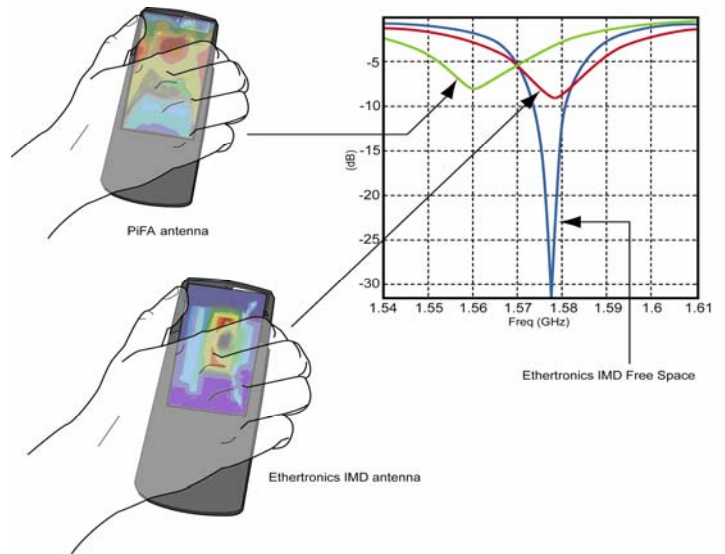 PiFA antenna
Ethertronics IMD antenna
-5
-10
-15
-20
-25
-30
(dB)
1.54 1.55 1.56 1.57 1.58 1.59 1.6 1.61
Freq (GHz)
Ethertronics IMD Free Space